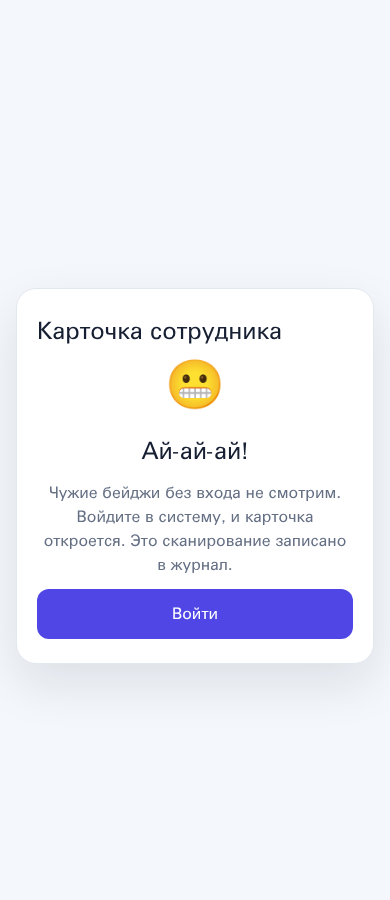 Карточка сотрудника
Ай-ай-ай!
Чужие бейджи без входа не смотрим.
Войдите в систему, и карточка
откроется. Это сканирование записано
в журнал.
Войти